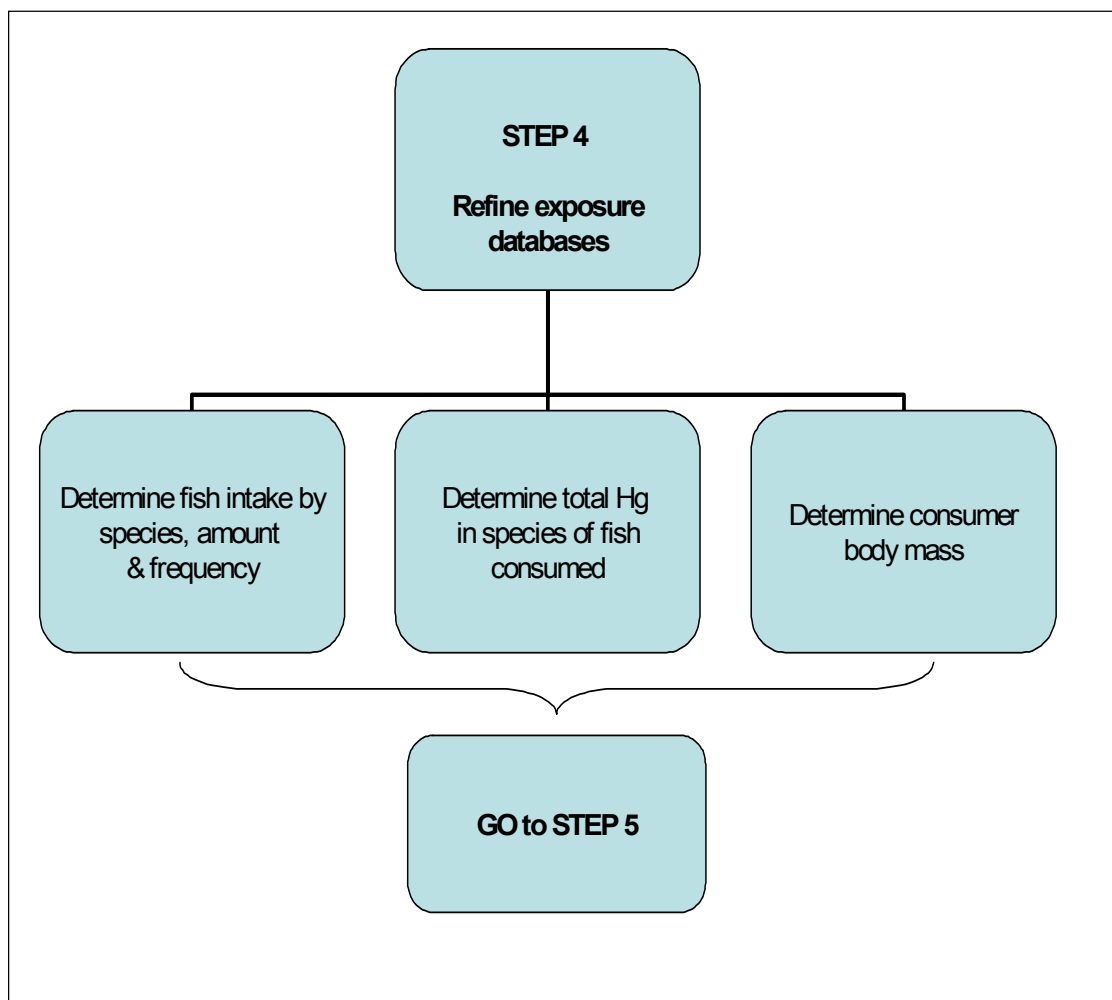 STEP 4
Refine exposure
databases
Determine fish intake by
species, amount
& frequency
Determine total Hg
in species of fish
consumed
Determine consumer
body mass
GO to STEP 5